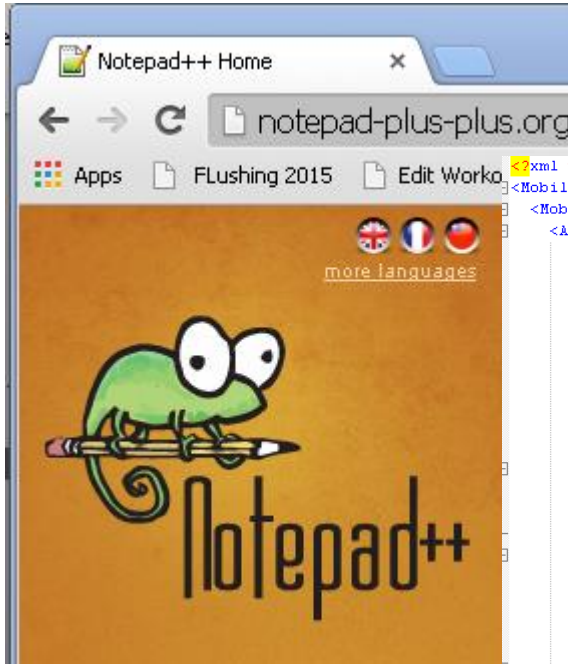 Notepad++ Home
notepad-plus-plus.org
Apps FLushing 2015 Edit Worko
<?xml
<Mobil
<Mob
<A
more languages
Notepad++